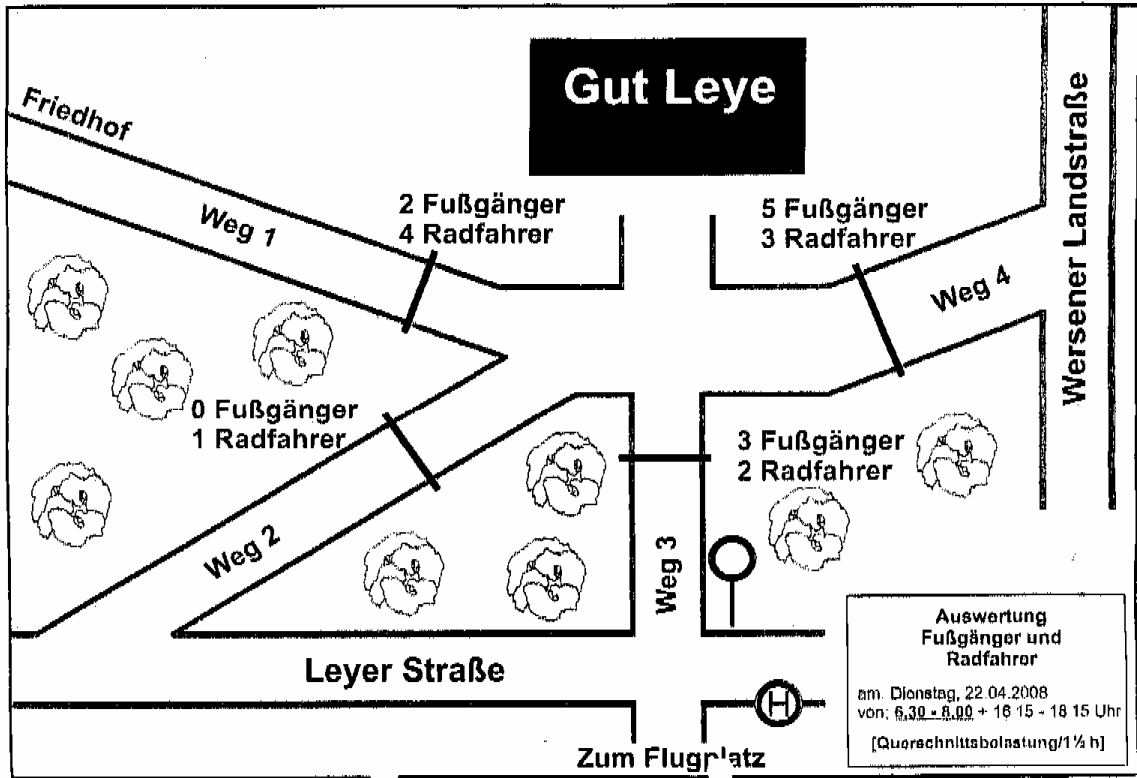 Gut Leye
Friedhof
Weg 1
2 Fußgänger
4 Radfahrer
5 Fußgänger
3 Radfahrer
Weg 4
Wersener Landstraße
0 Fußgänger
1 Radfahrer
3 Fußgänger
2 Radfahrer
Weg 2
Weg 3
Leyer Straße
H
Zum Flugplatz
Auswertung
Fußgänger und
Radfahrer
am. Dienstag, 22.04.2008
von: 6.30 - 8.00 + 16 15 - 18 15 Uhr
[Querschnittsbelastung/1½ h]